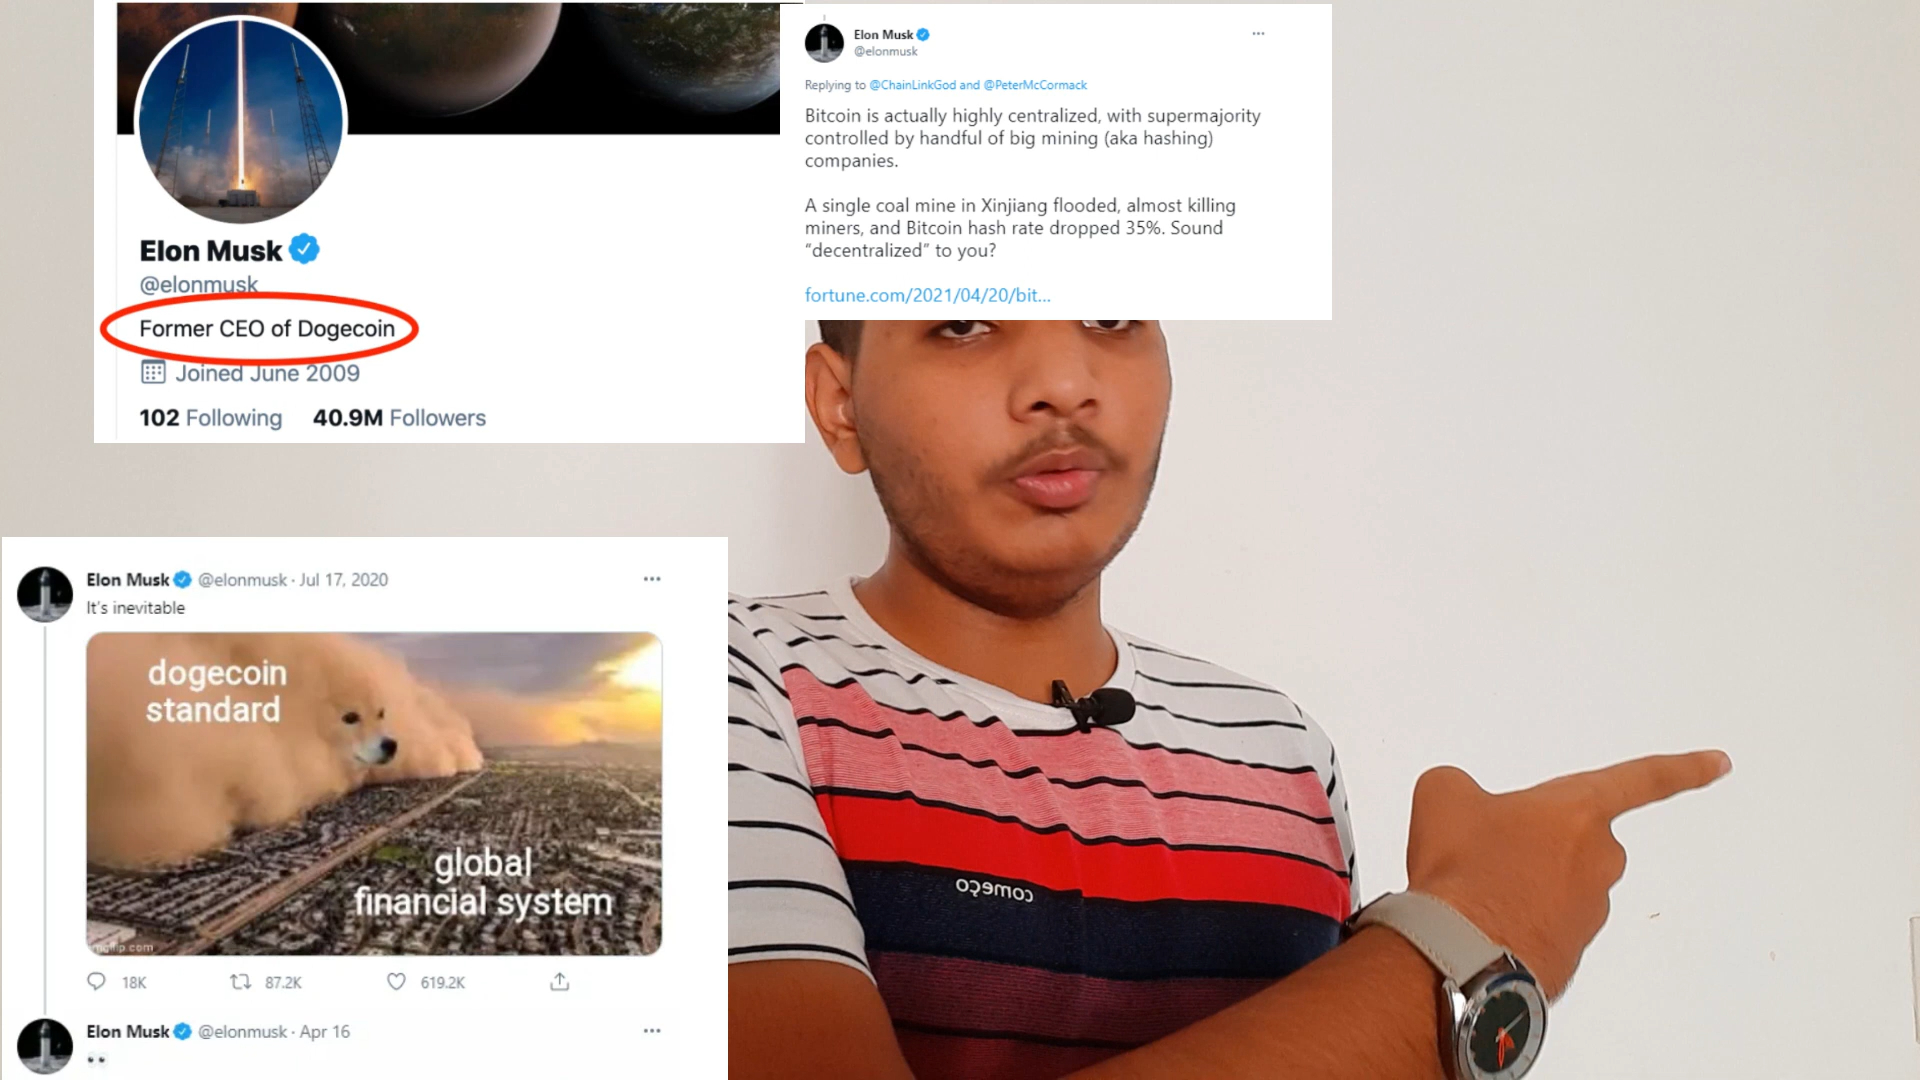 Elon Musk
@elonmusk
Former CEO of Dogecoin
Joined June 2009
102 Following 40.9M Followers
Elon Musk
@elonmusk
Replying to @ChainLinkGod and @PeterMcCormack
Bitcoin is actually highly centralized, with supermajority
controlled by handful of big mining (aka hashing)
companies.
A single coal mine in Xinjiang flooded, almost killing
miners, and Bitcoin hash rate dropped 35%. Sound
“decentralized” to you?
fortune.com/2021/04/20/bit...
Elon Musk @elonmusk · Jul 17, 2020
It’s inevitable
dogecoin
standard
global
financial system
imgflip.com
18K 87.2K 619.2K
Elon Musk @elonmusk · Apr 16
começo